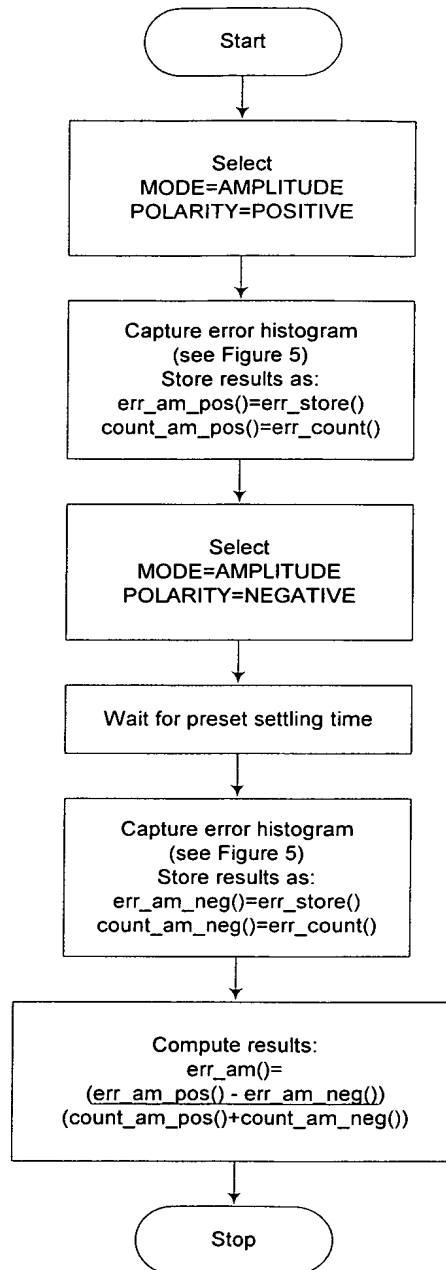 Start
Select
MODE=AMPLITUDE
POLARITY=POSITIVE
Capture error histogram
(see Figure 5)
Store results as:
err_am_pos()=err_store()
count_am_pos()=err_count()
Select
MODE=AMPLITUDE
POLARITY=NEGATIVE
Wait for preset settling time
Capture error histogram
(see Figure 5)
Store results as:
err_am_neg()=err_store()
count_am_neg()=err_count()
Compute results:
err_am()=
(err_am_pos() - err_am_neg())
(count_am_pos()+count_am_neg())
Stop